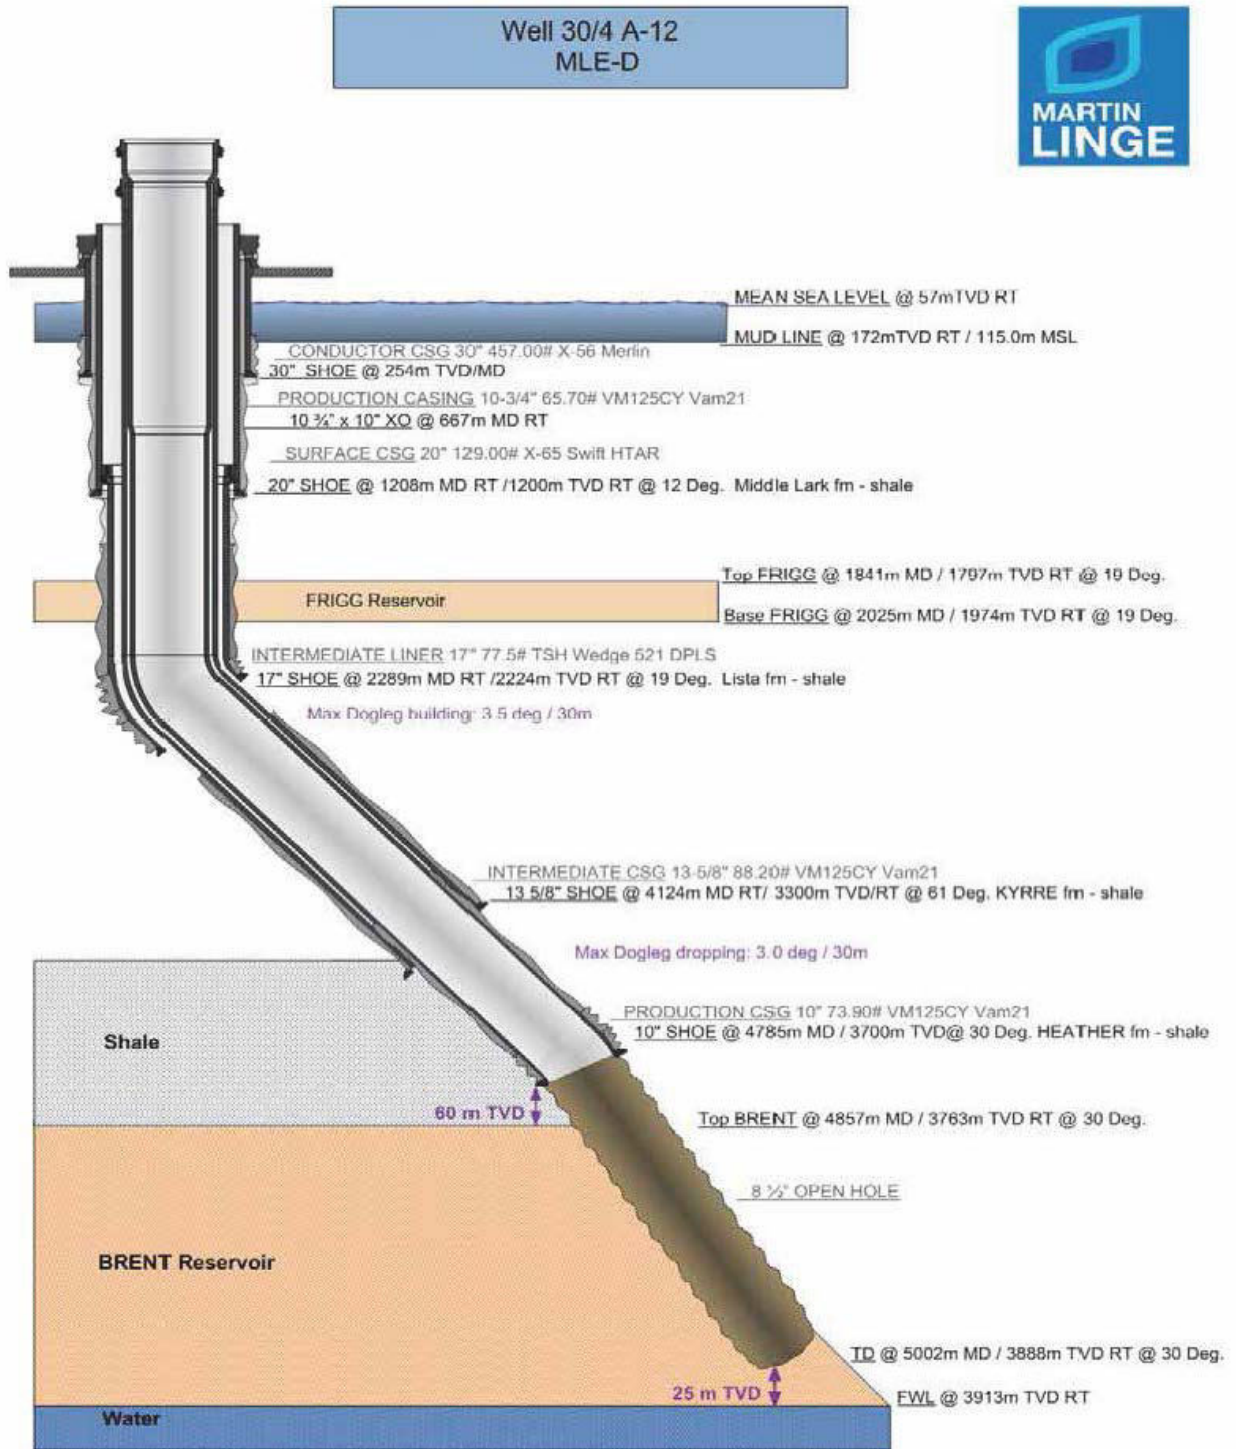 Well 30/4 A-12
MLE-D
MARTIN
LINGE
MEAN SEA LEVEL @ 57mTVD RT
MUD LINE @ 172mTVD RT / 115.0m MSL
CONDUCTOR CSG 30" 457.00# X-56 Merlin
30" SHOE @ 254m TVD/MD
PRODUCTION CASING 10-3/4" 65.70# VM125CY Vam21
10 ¾" x 10" XO @ 667m MD RT
SURFACE CSG 20" 129.00# X-65 Swift HTAR
20" SHOE @ 1208m MD RT /1200m TVD RT @ 12 Deg. Middle Lark fm - shale
Top FRIGG @ 1841m MD / 1797m TVD RT @ 19 Deg.
FRIGG Reservoir
Base FRIGG @ 2025m MD / 1974m TVD RT @ 19 Deg.
INTERMEDIATE LINER 17" 77.5# TSH Wedge 521 DPLS
17" SHOE @ 2289m MD RT /2224m TVD RT @ 19 Deg. Lista fm - shale
Max Dogleg building: 3.5 deg / 30m
INTERMEDIATE CSG 13-5/8" 88.20# VM125CY Vam21
13 5/8" SHOE @ 4124m MD RT/ 3300m TVD/RT @ 61 Deg. KYRRE fm - shale
Max Dogleg dropping: 3.0 deg / 30m
PRODUCTION CSG 10" 73.90# VM125CY Vam21
10" SHOE @ 4785m MD / 3700m TVD@ 30 Deg. HEATHER fm - shale
Shale
60 m TVD
Top BRENT @ 4857m MD / 3763m TVD RT @ 30 Deg.
8 ½" OPEN HOLE
BRENT Reservoir
TD @ 5002m MD / 3888m TVD RT @ 30 Deg.
25 m TVD
FWL @ 3913m TVD RT
Water